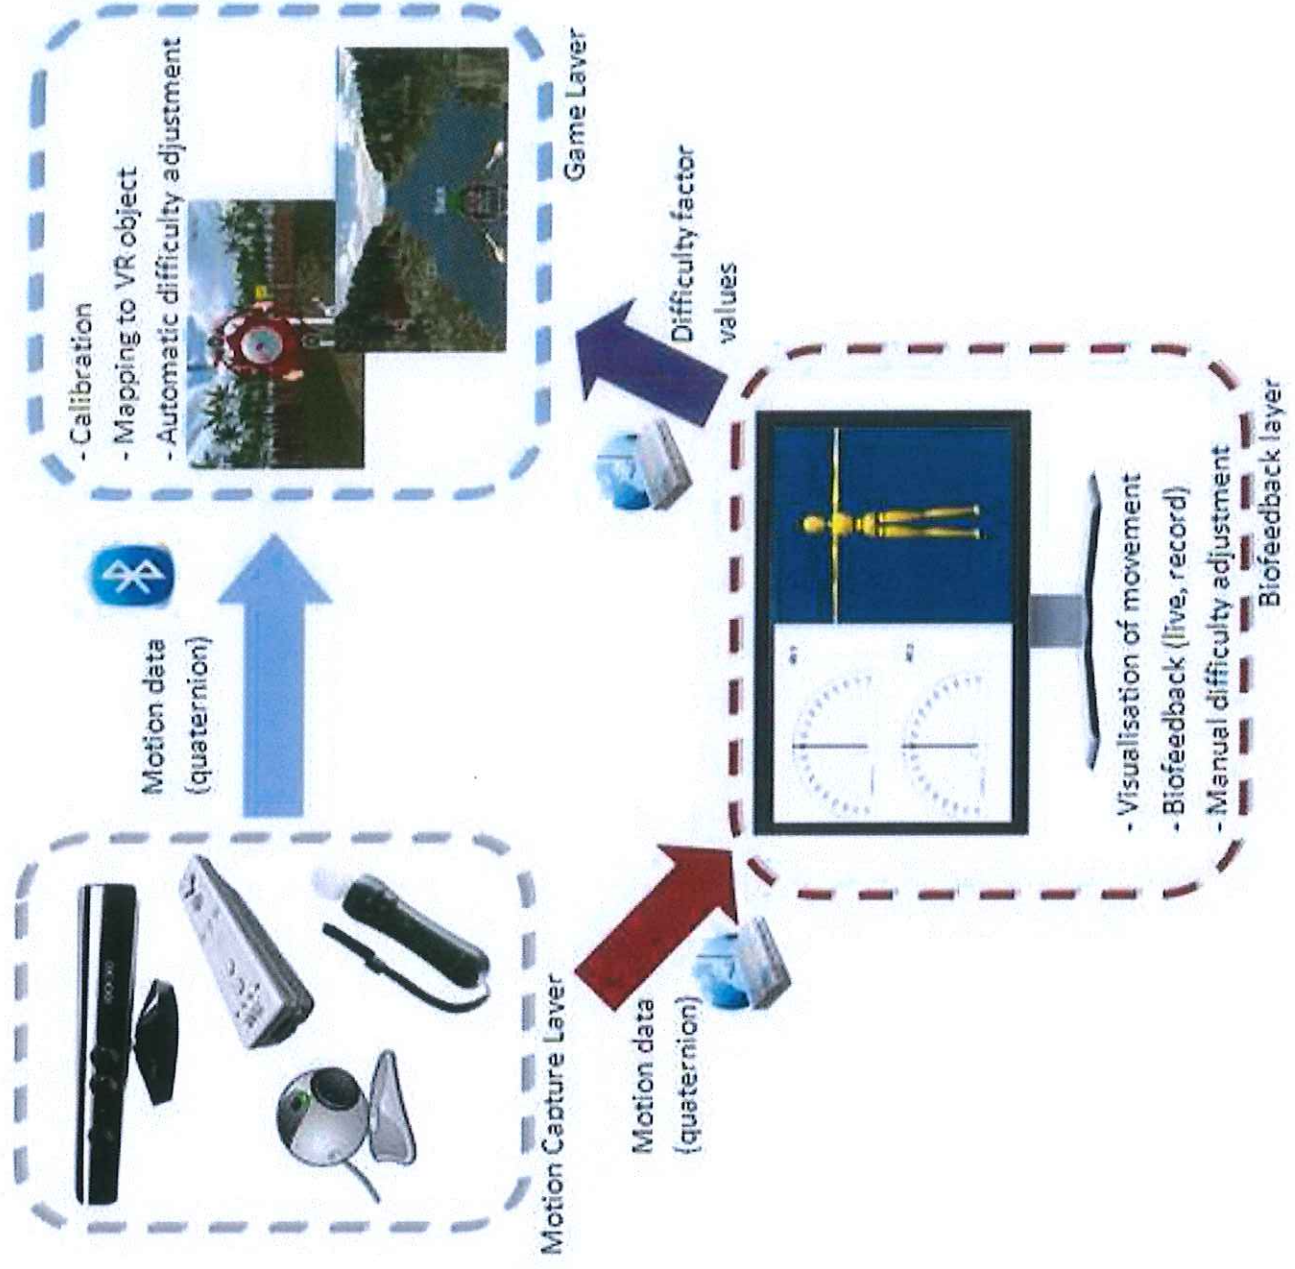 Motion Capture Layer
Motion data
(quaternion)
- Calibration
- Mapping to VR object
- Automatic difficulty adjustment
Game Layer
Motion data
(quaternion)
Difficulty factor
values
- Visualisation of movement
- Biofeedback (live, record)
- Manual difficulty adjustment
Biofeedback layer